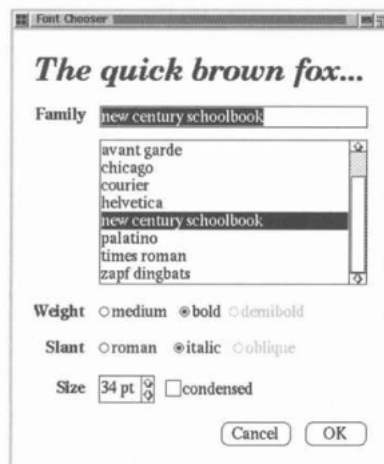 Font Chooser
The quick brown fox...
Family new century schoolbook
avant garde
chicago
courier
helvetica
new century schoolbook
palatino
times roman
zapf dingbats
Weight medium bold demibold
Slant roman italic oblique
Size 34 pt condensed
Cancel OK